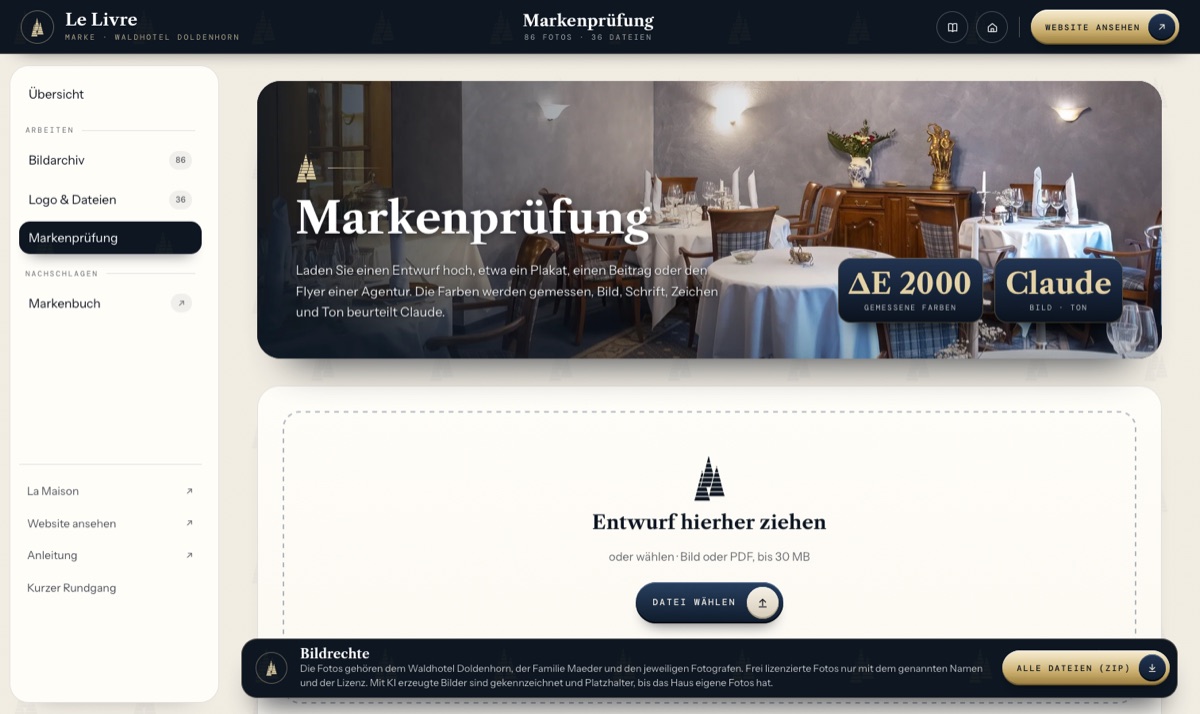 Le Livre
MARKE · WALDHOTEL DOLDENHORN
Markenprüfung
86 FOTOS · 36 DATEIEN
WEBSITE ANSEHEN
Übersicht
ARBEITEN
Bildarchiv 86
Logo & Dateien 36
Markenprüfung
NACHSCHLAGEN
Markenbuch
La Maison
Website ansehen
Anleitung
Kurzer Rundgang
Markenprüfung
Laden Sie einen Entwurf hoch, etwa ein Plakat, einen Beitrag oder den
Flyer einer Agentur. Die Farben werden gemessen, Bild, Schrift, Zeichen
und Ton beurteilt Claude.
ΔE 2000
GEMESSENE FARBEN
Claude
BILD · TON
Entwurf hierher ziehen
oder wählen · Bild oder PDF, bis 30 MB
DATEI WÄHLEN
Bildrechte
Die Fotos gehören dem Waldhotel Doldenhorn, der Familie Maeder und den jeweiligen Fotografen. Frei lizenzierte Fotos nur mit dem genannten Namen
und der Lizenz. Mit KI erzeugte Bilder sind gekennzeichnet und Platzhalter, bis das Haus eigene Fotos hat.
ALLE DATEIEN (ZIP)